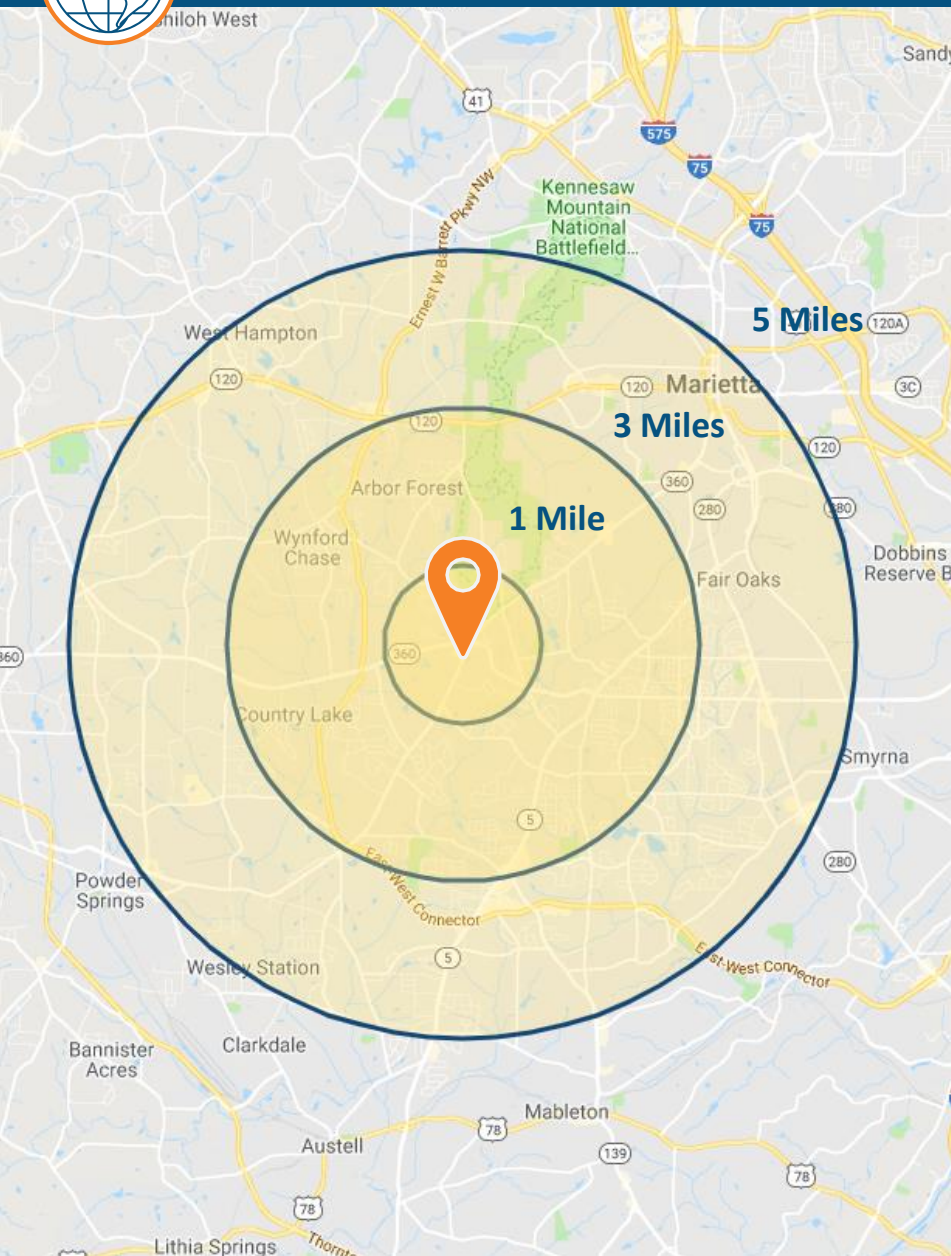 Shiloh West
Sandy
41
575
75
Kennesaw
Mountain
National
Battlefield...
75
Ernest W Barrett Pkwy NW
5 Miles
120A
West Hampton
120
120
Marietta
3C
120
3 Miles
120
360
Arbor Forest
280
1 Mile
Wynford
Chase
Dobbins
Reserve B
Fair Oaks
360
360
Country Lake
Smyrna
5
280
East-West Connector
Powder
Springs
5
East-West Connector
Wesley Station
Clarkdale
Bannister
Acres
Mableton
78
Austell
139
78
78
Lithia Springs
Thornt